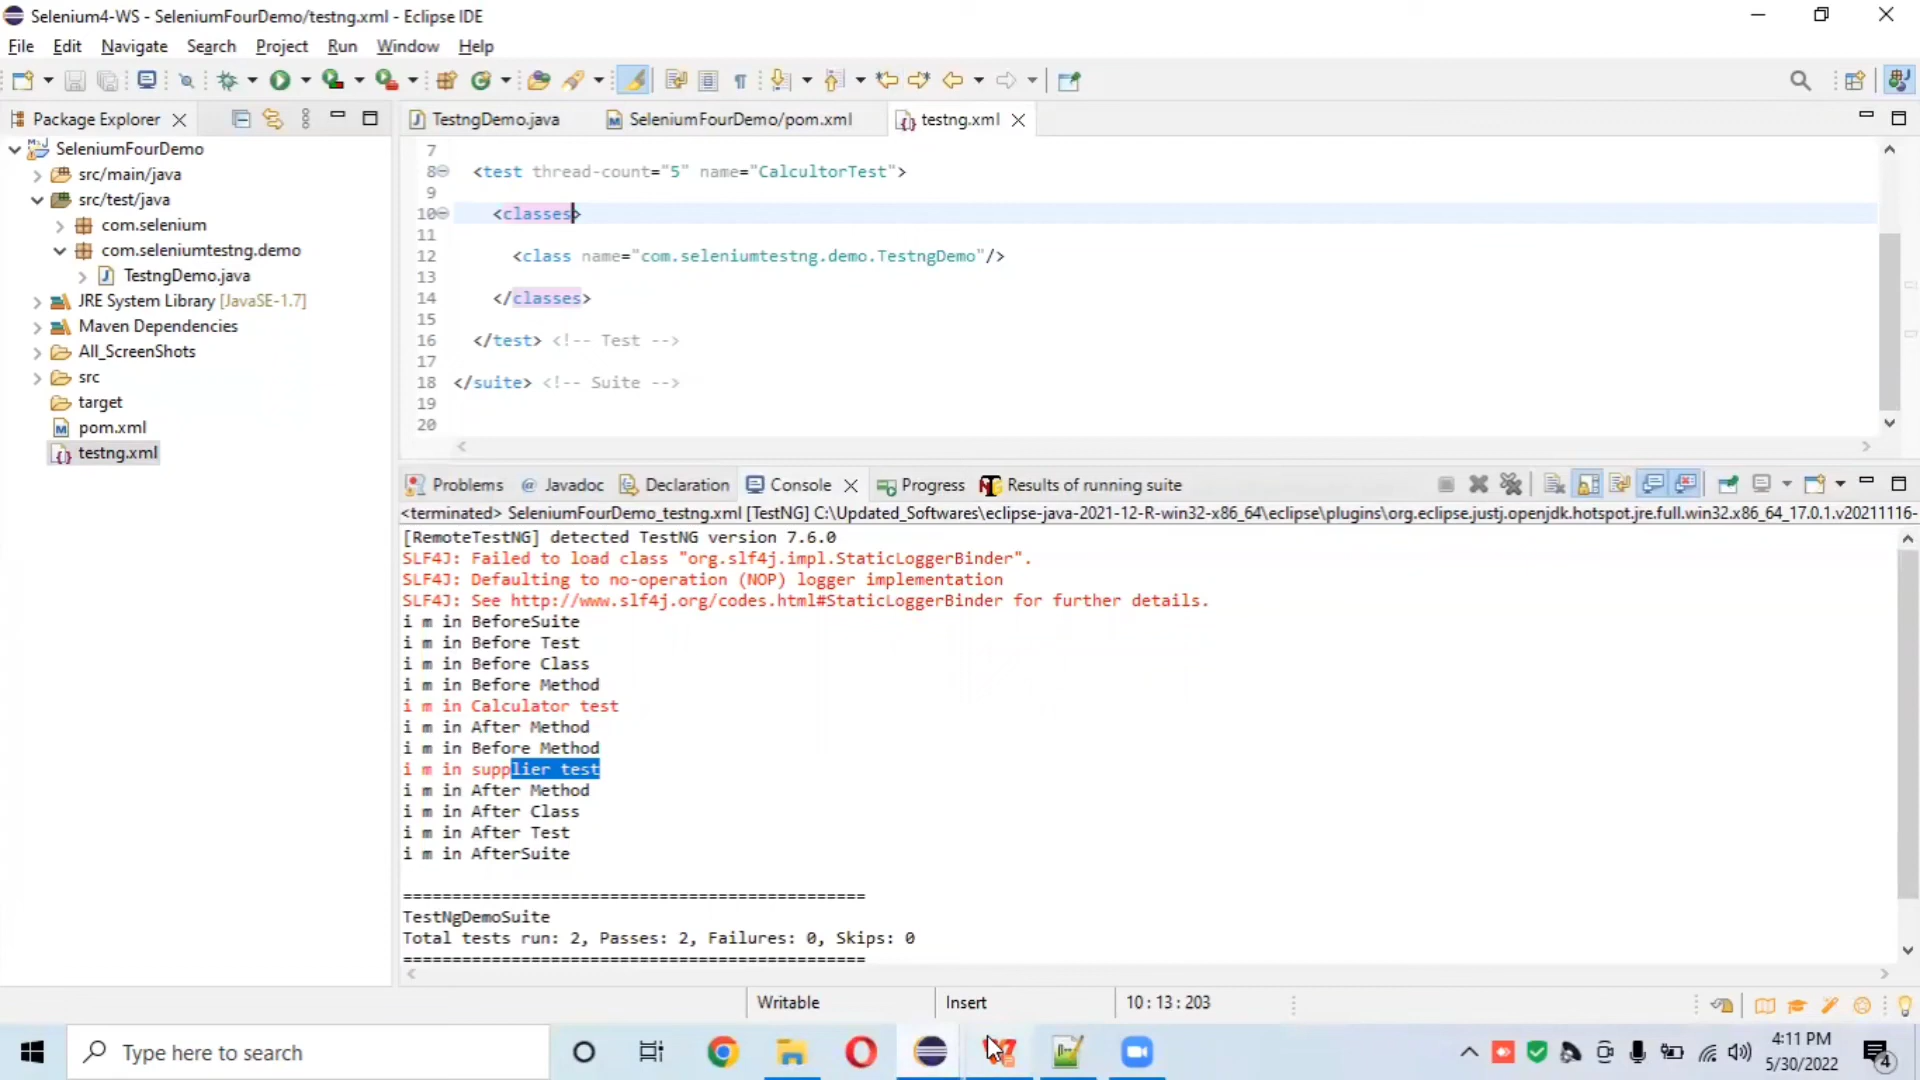 Selenium4-WS - SeleniumFourDemo/testng.xml - Eclipse IDE
File Edit Navigate Search Project Run Window Help
Package Explorer
SeleniumFourDemo
src/main/java
src/test/java
com.selenium
com.seleniumtestng.demo
TestngDemo.java
JRE System Library [JavaSE-1.7]
Maven Dependencies
All_ScreenShots
src
target
pom.xml
testng.xml
TestngDemo.java SeleniumFourDemo/pom.xml testng.xml
7
8 <test thread-count="5" name="CalcultorTest">
9
10 <classes>
11
12 <class name="com.seleniumtestng.demo.TestngDemo"/>
13
14 </classes>
15
16 </test> <!-- Test -->
17
18 </suite> <!-- Suite -->
19
20
Problems Javadoc Declaration Console Progress Results of running suite
<terminated> SeleniumFourDemo_testng.xml [TestNG] C:\Updated_Softwares\eclipse-java-2021-12-R-win32-x86_64\eclipse\plugins\org.eclipse.justj.openjdk.hotspot.jre.full.win32.x86_64_17.0.1.v20211116-
[RemoteTestNG] detected TestNG version 7.6.0
SLF4J: Failed to load class "org.slf4j.impl.StaticLoggerBinder".
SLF4J: Defaulting to no-operation (NOP) logger implementation
SLF4J: See http://www.slf4j.org/codes.html#StaticLoggerBinder for further details.
i m in BeforeSuite
i m in Before Test
i m in Before Class
i m in Before Method
i m in Calculator test
i m in After Method
i m in Before Method
i m in supplier test
i m in After Method
i m in After Class
i m in After Test
i m in AfterSuite
===============================================
TestNgDemoSuite
Total tests run: 2, Passes: 2, Failures: 0, Skips: 0
===============================================
Writable Insert 10:13:203
Type here to search
4:11 PM
5/30/2022
4